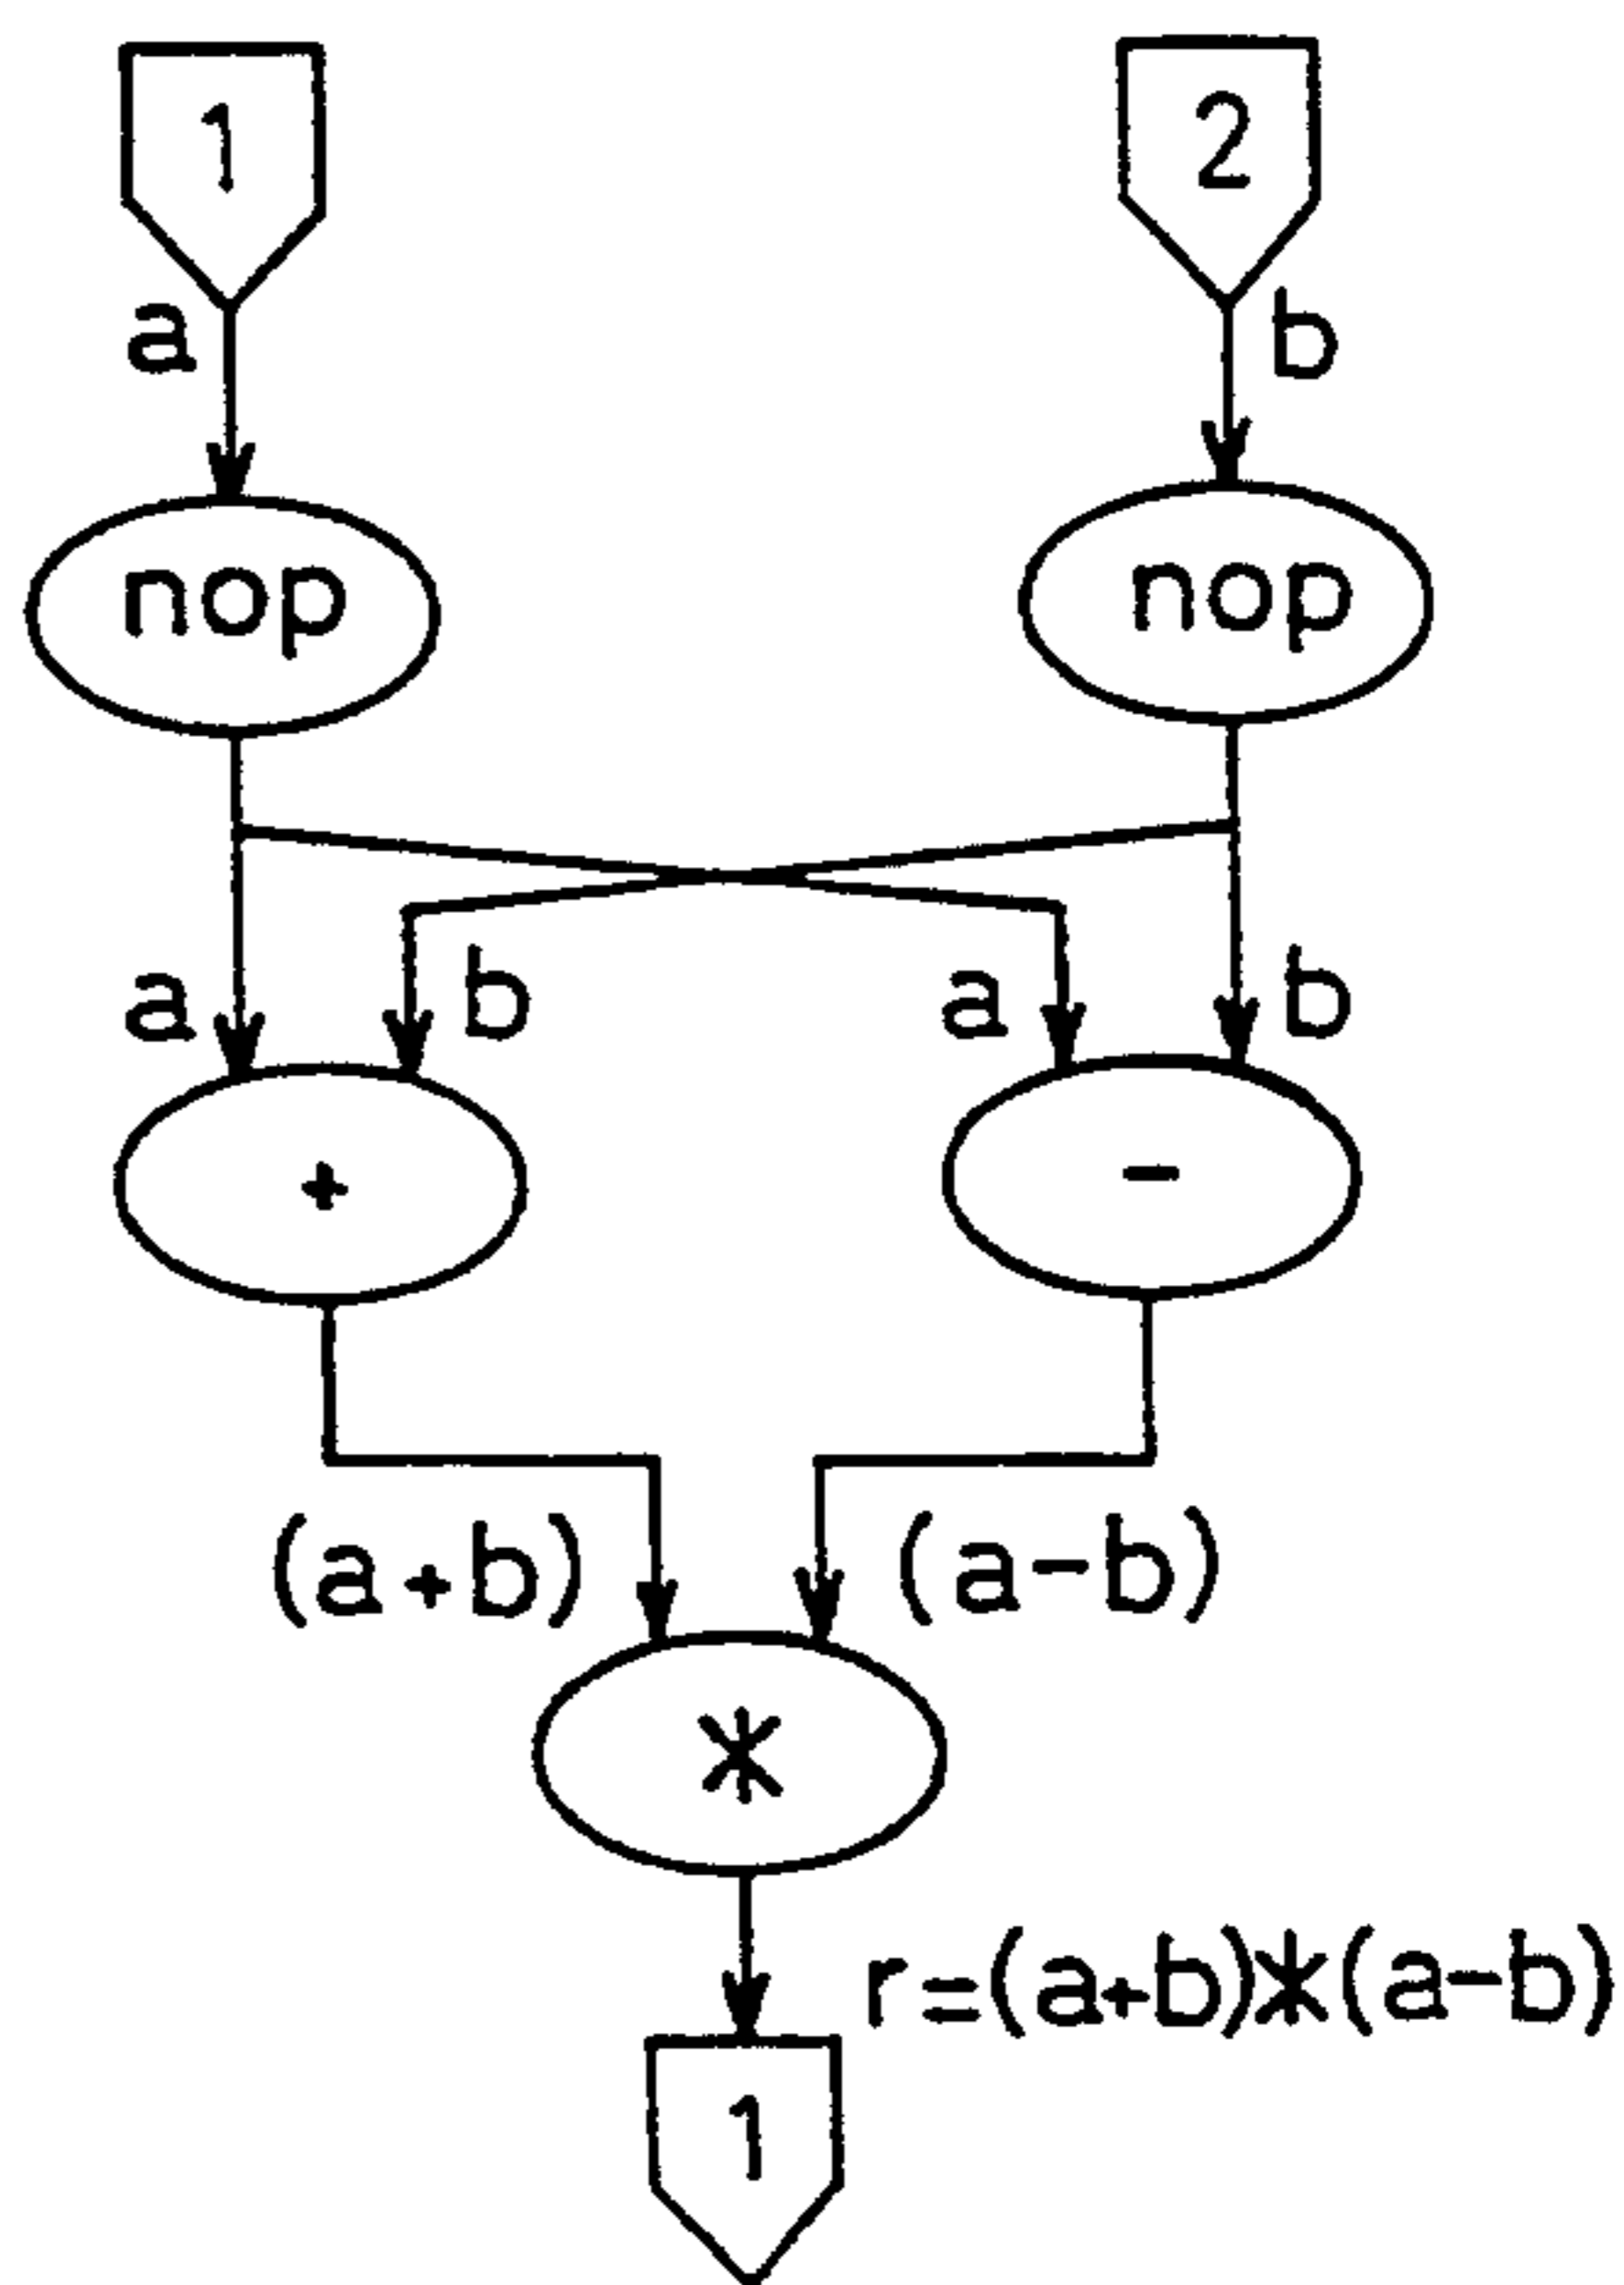 1 2
a b
nop nop
a b a b
+ -
(a+b) (a-b)
*
r=(a+b)*(a-b)
1